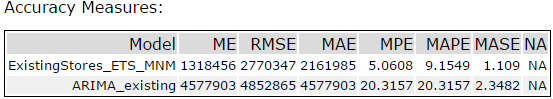 Accuracy Measures:
Model ME RMSE MAE MPE MAPE MASE NA
ExistingStores_ETS_MNM 1318456 2770347 2161985 5.0608 9.1549 1.109 NA
ARIMA_existing 4577903 4852865 4577903 20.3157 20.3157 2.3482 NA